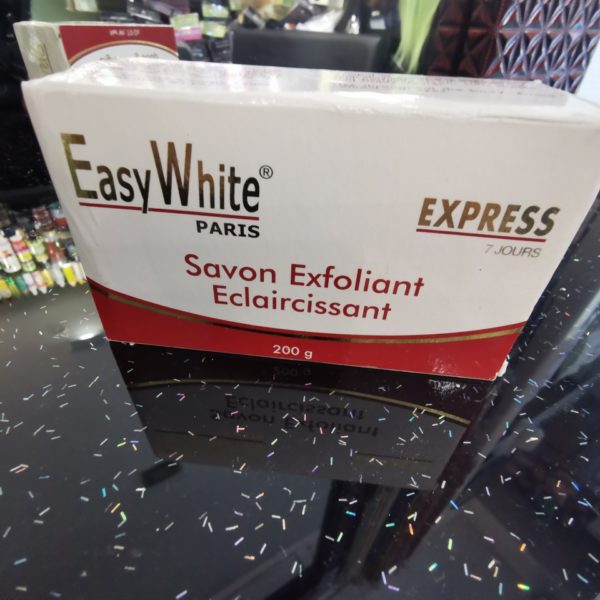 EasyWhite®
PARIS
EXPRESS
7 JOURS
Savon Exfoliant
Eclaircissant
200 g